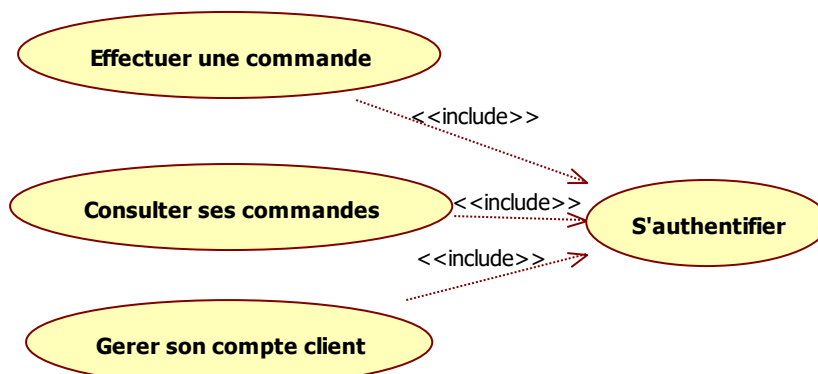 Effectuer une commande
<<include>>
Consulter ses commandes
<<include>>
S'authentifier
<<include>>
Gerer son compte client